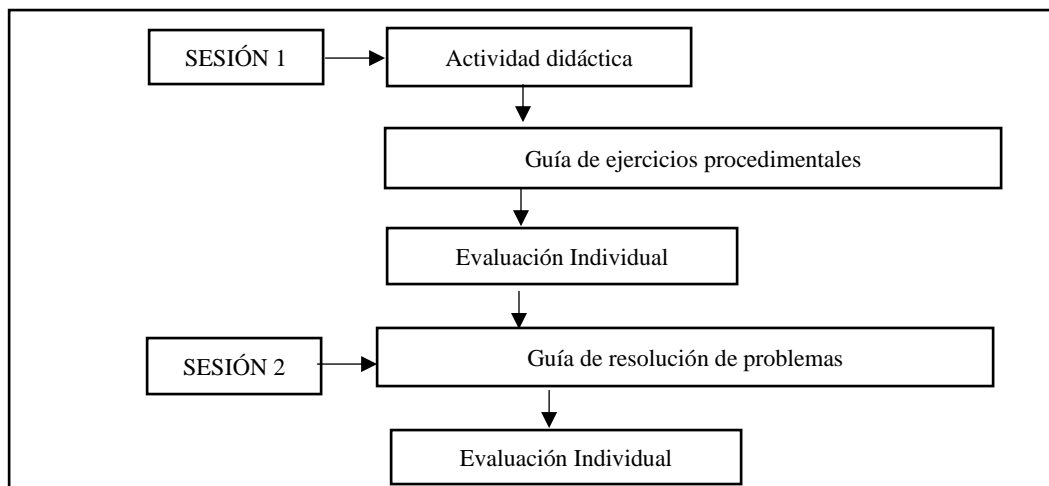 SESIÓN 1
Actividad didáctica
Guía de ejercicios procedimentales
Evaluación Individual
SESIÓN 2
Guía de resolución de problemas
Evaluación Individual